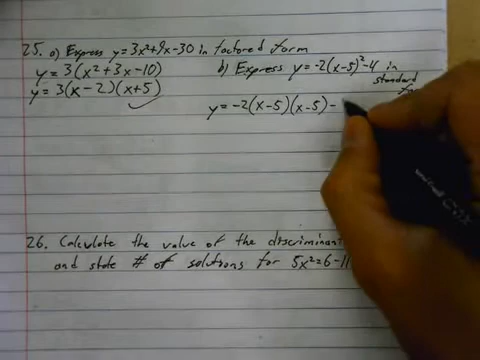 25. a) Express y=3x²+9x-30 in factored form
y = 3(x²+3x-10)
y = 3(x-2)(x+5)
b) Express y=-2(x-5)²-4 in
standard
y = -2(x-5)(x-5)-
26. Calculate the value of the discriminant
and state # of solutions for 5x²=6-11